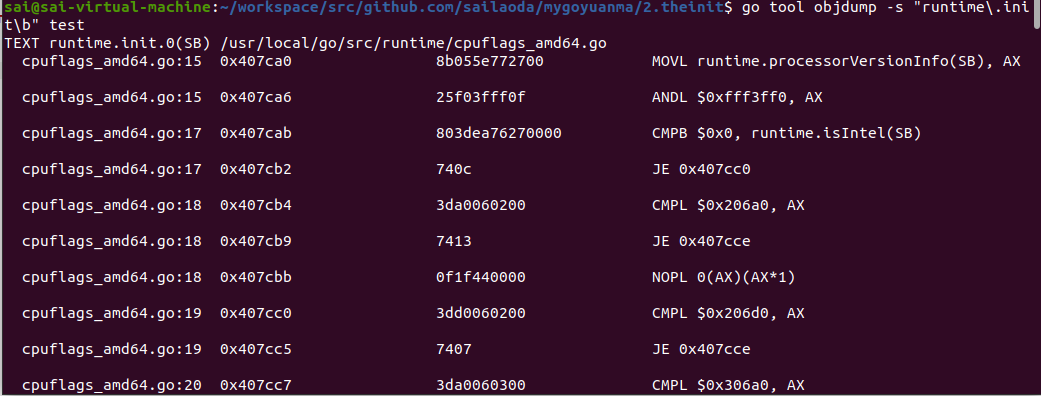 sai@sai-virtual-machine:~/workspace/src/github.com/sailaoda/mygoyuanma/2.theinit$ go tool objdump -s "runtime\.ini
t\b" test
TEXT runtime.init.0(SB) /usr/local/go/src/runtime/cpuflags_amd64.go
cpuflags_amd64.go:15 0x407ca0 8b055e772700 MOVL runtime.processorVersionInfo(SB), AX
cpuflags_amd64.go:15 0x407ca6 25f03fff0f ANDL $0xfff3ff0, AX
cpuflags_amd64.go:17 0x407cab 803dea76270000 CMPB $0x0, runtime.isIntel(SB)
cpuflags_amd64.go:17 0x407cb2 740c JE 0x407cc0
cpuflags_amd64.go:18 0x407cb4 3da0060200 CMPL $0x206a0, AX
cpuflags_amd64.go:18 0x407cb9 7413 JE 0x407cce
cpuflags_amd64.go:18 0x407cbb 0f1f440000 NOPL 0(AX)(AX*1)
cpuflags_amd64.go:19 0x407cc0 3dd0060200 CMPL $0x206d0, AX
cpuflags_amd64.go:19 0x407cc5 7407 JE 0x407cce
cpuflags_amd64.go:20 0x407cc7 3da0060300 CMPL $0x306a0, AX